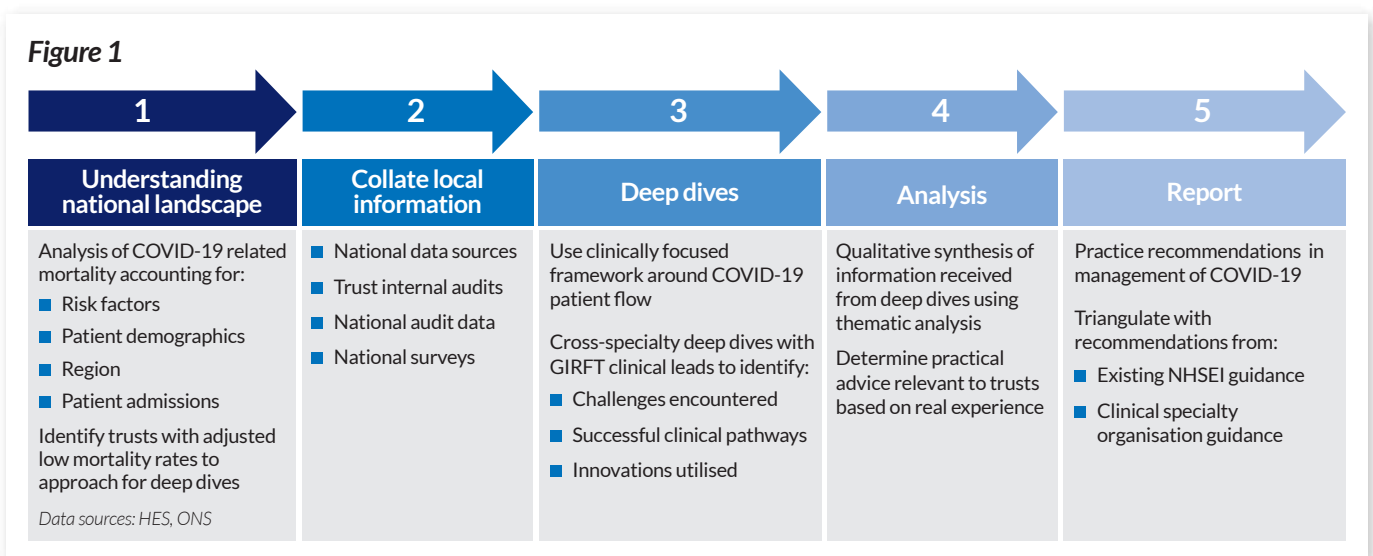 Figure 1
1
2
3
4
5
Understanding
national landscape
Analysis of COVID-19 related
mortality accounting for:
Risk factors
Patient demographics
Region
Patient admissions
Identify trusts with adjusted
low mortality rates to
approach for deep dives
Data sources: HES, ONS
Collate local
information
National data sources
Trust internal audits
National audit data
National surveys
Deep dives
Use clinically focused
framework around COVID-19
patient flow
Cross-specialty deep dives with
GIRFT clinical leads to identify:
Challenges encountered
Successful clinical pathways
Innovations utilised
Analysis
Qualitative synthesis of
information received
from deep dives using
thematic analysis
Determine practical
advice relevant to trusts
based on real experience
Report
Practice recommendations in
management of COVID-19
Triangulate with
recommendations from:
Existing NHSEI guidance
Clinical specialty
organisation guidance